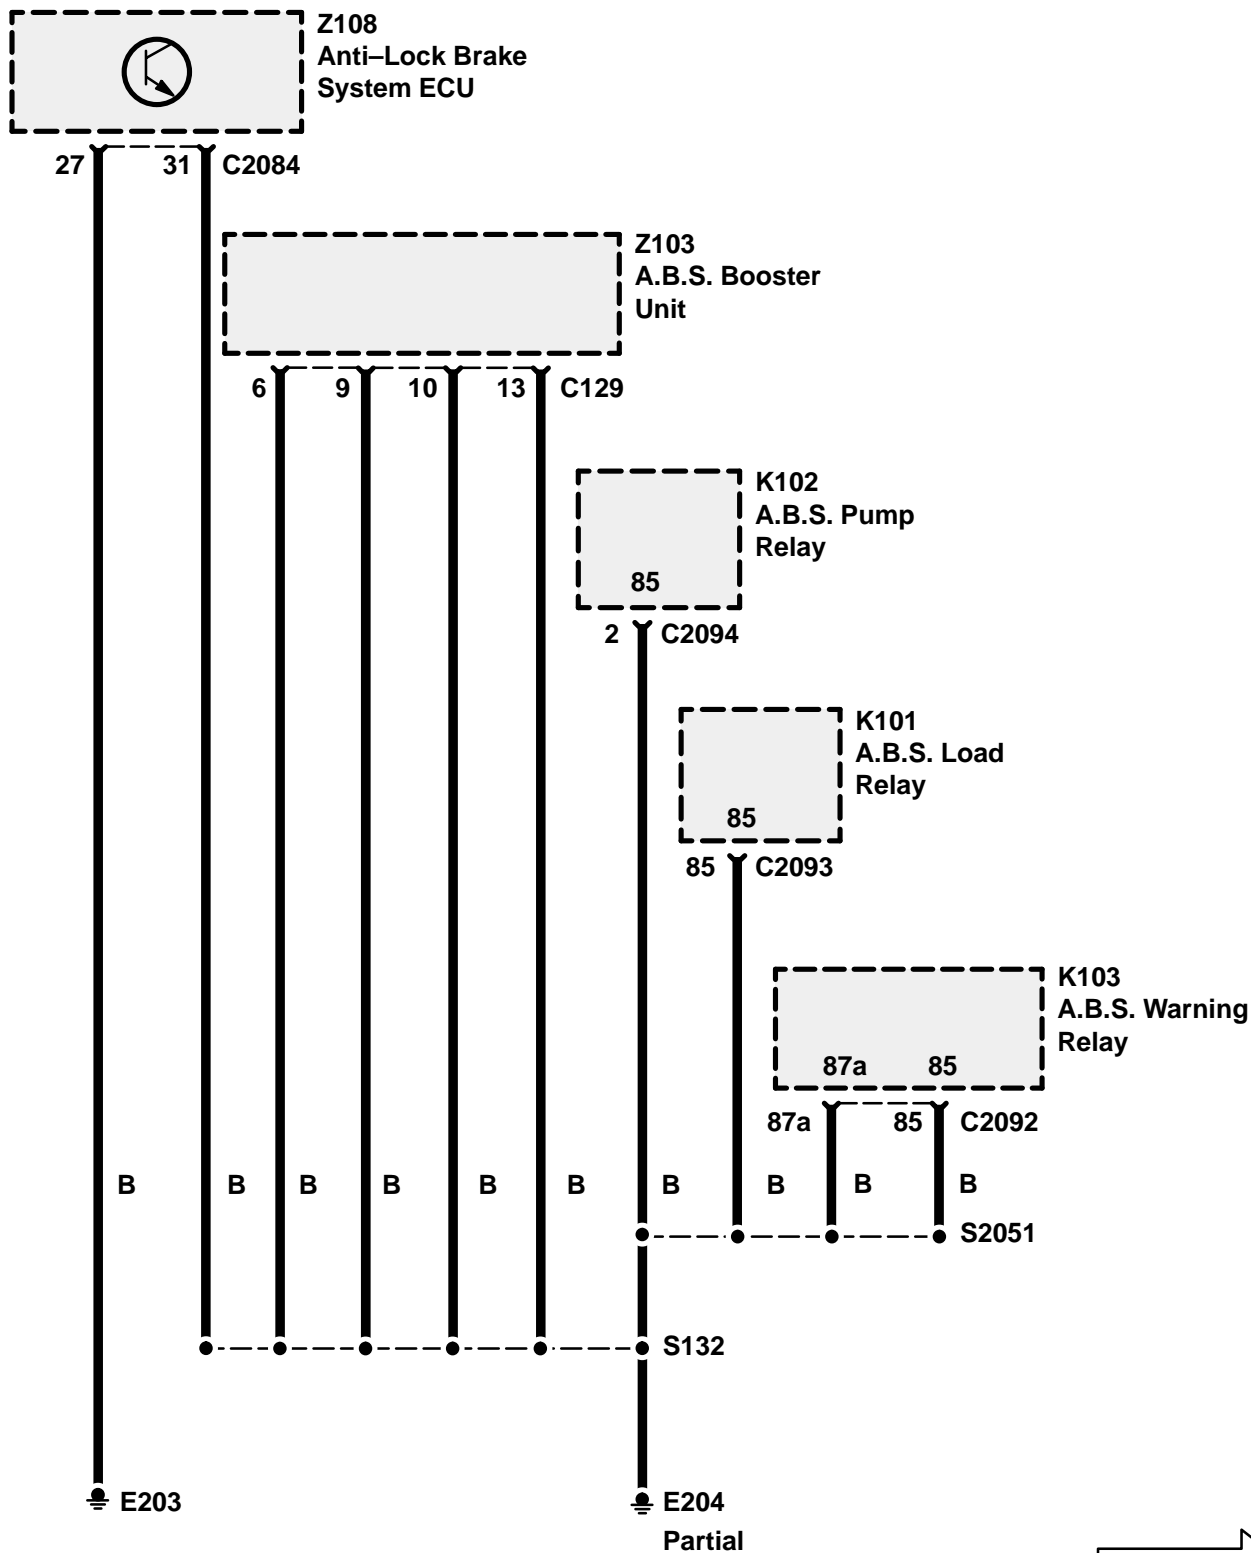 Z108
Anti–Lock Brake
System ECU
27 31 C2084
Z103
A.B.S. Booster
Unit
6 9 10 13 C129
K102
A.B.S. Pump
Relay
85
2 C2094
K101
A.B.S. Load
Relay
85
85 C2093
K103
A.B.S. Warning
Relay
87a 85
87a 85 C2092
B B B B B B B B B B
S2051
S132
E203 E204
Partial